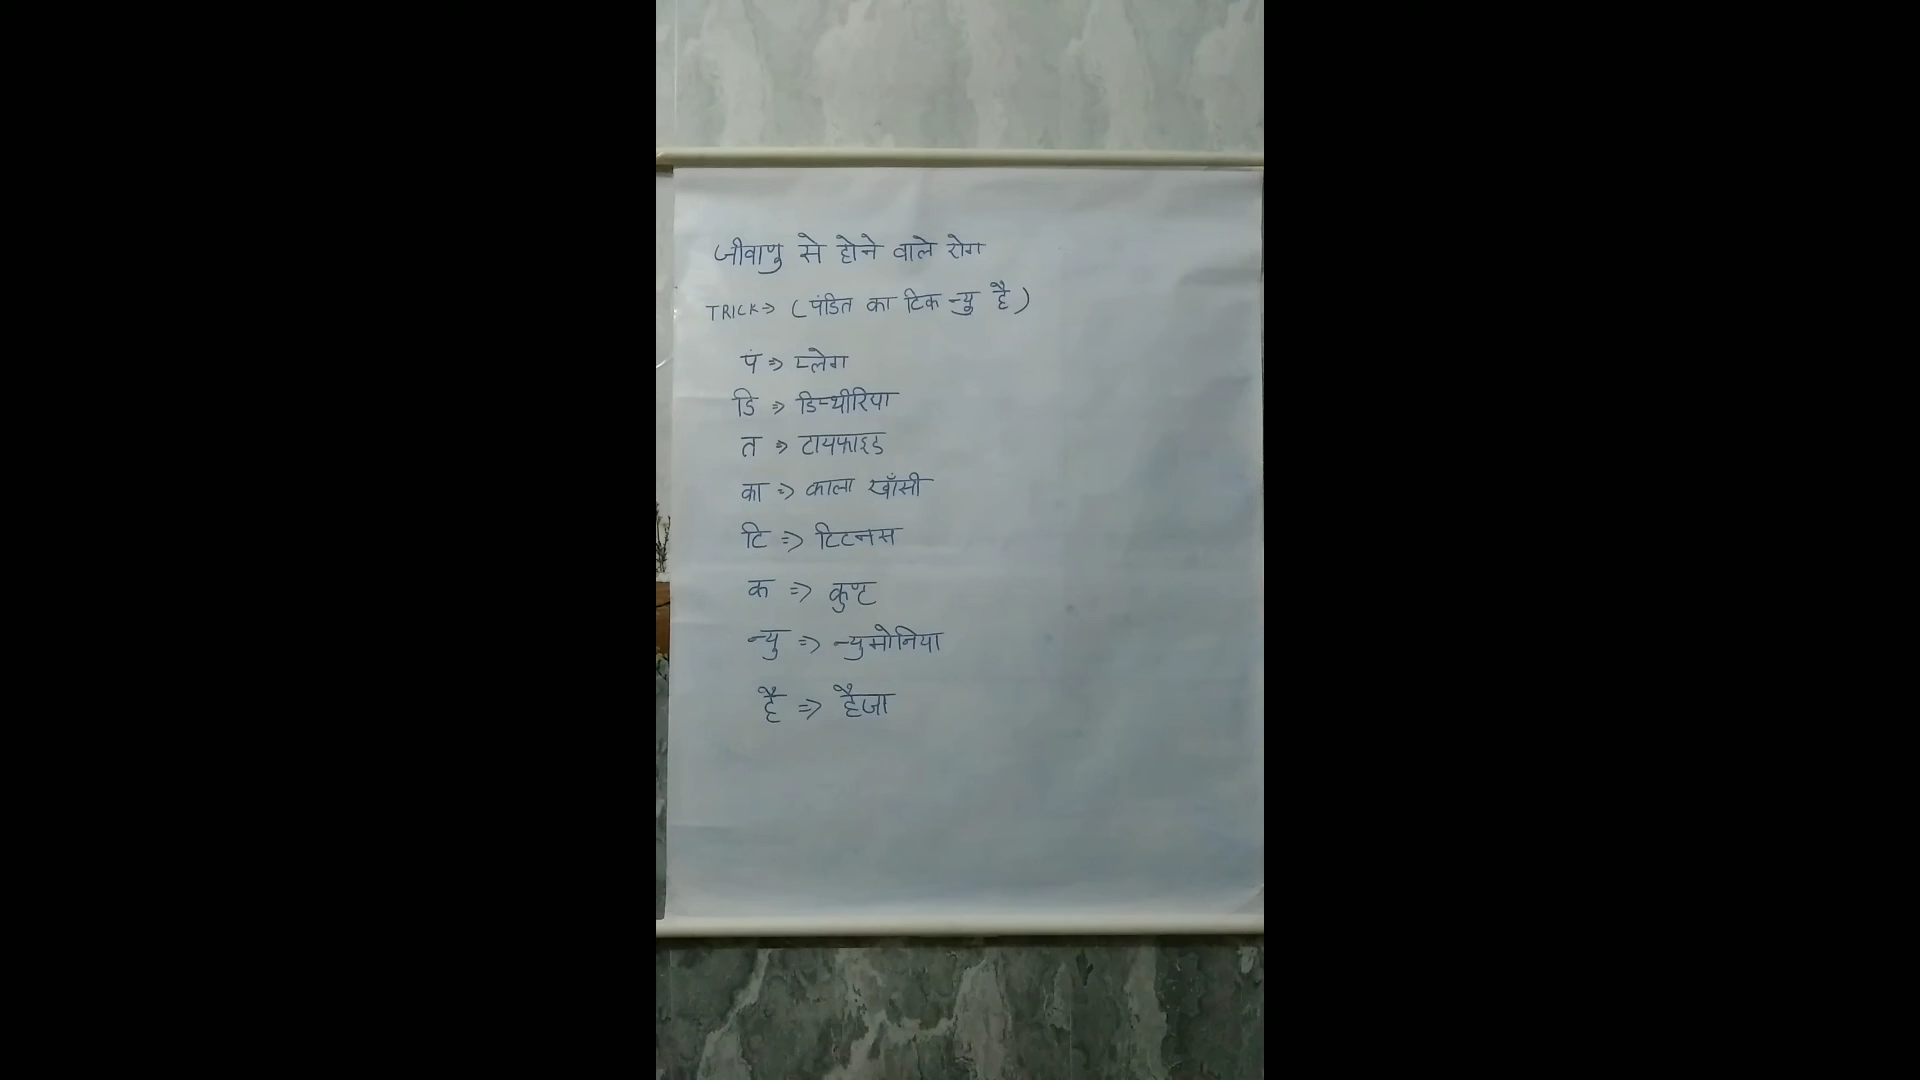 जीवाणु से होने वाले रोग
TRICK⇒ (पंडित का टिक न्यु है)
पं ⇒ प्लेग
डि ⇒ डिप्थीरिया
त ⇒ टायफाइड
का ⇒ काला खाँसी
टि ⇒ टिटनस
क ⇒ कुष्ट
न्यु ⇒ न्युमोनिया
है ⇒ हैजा